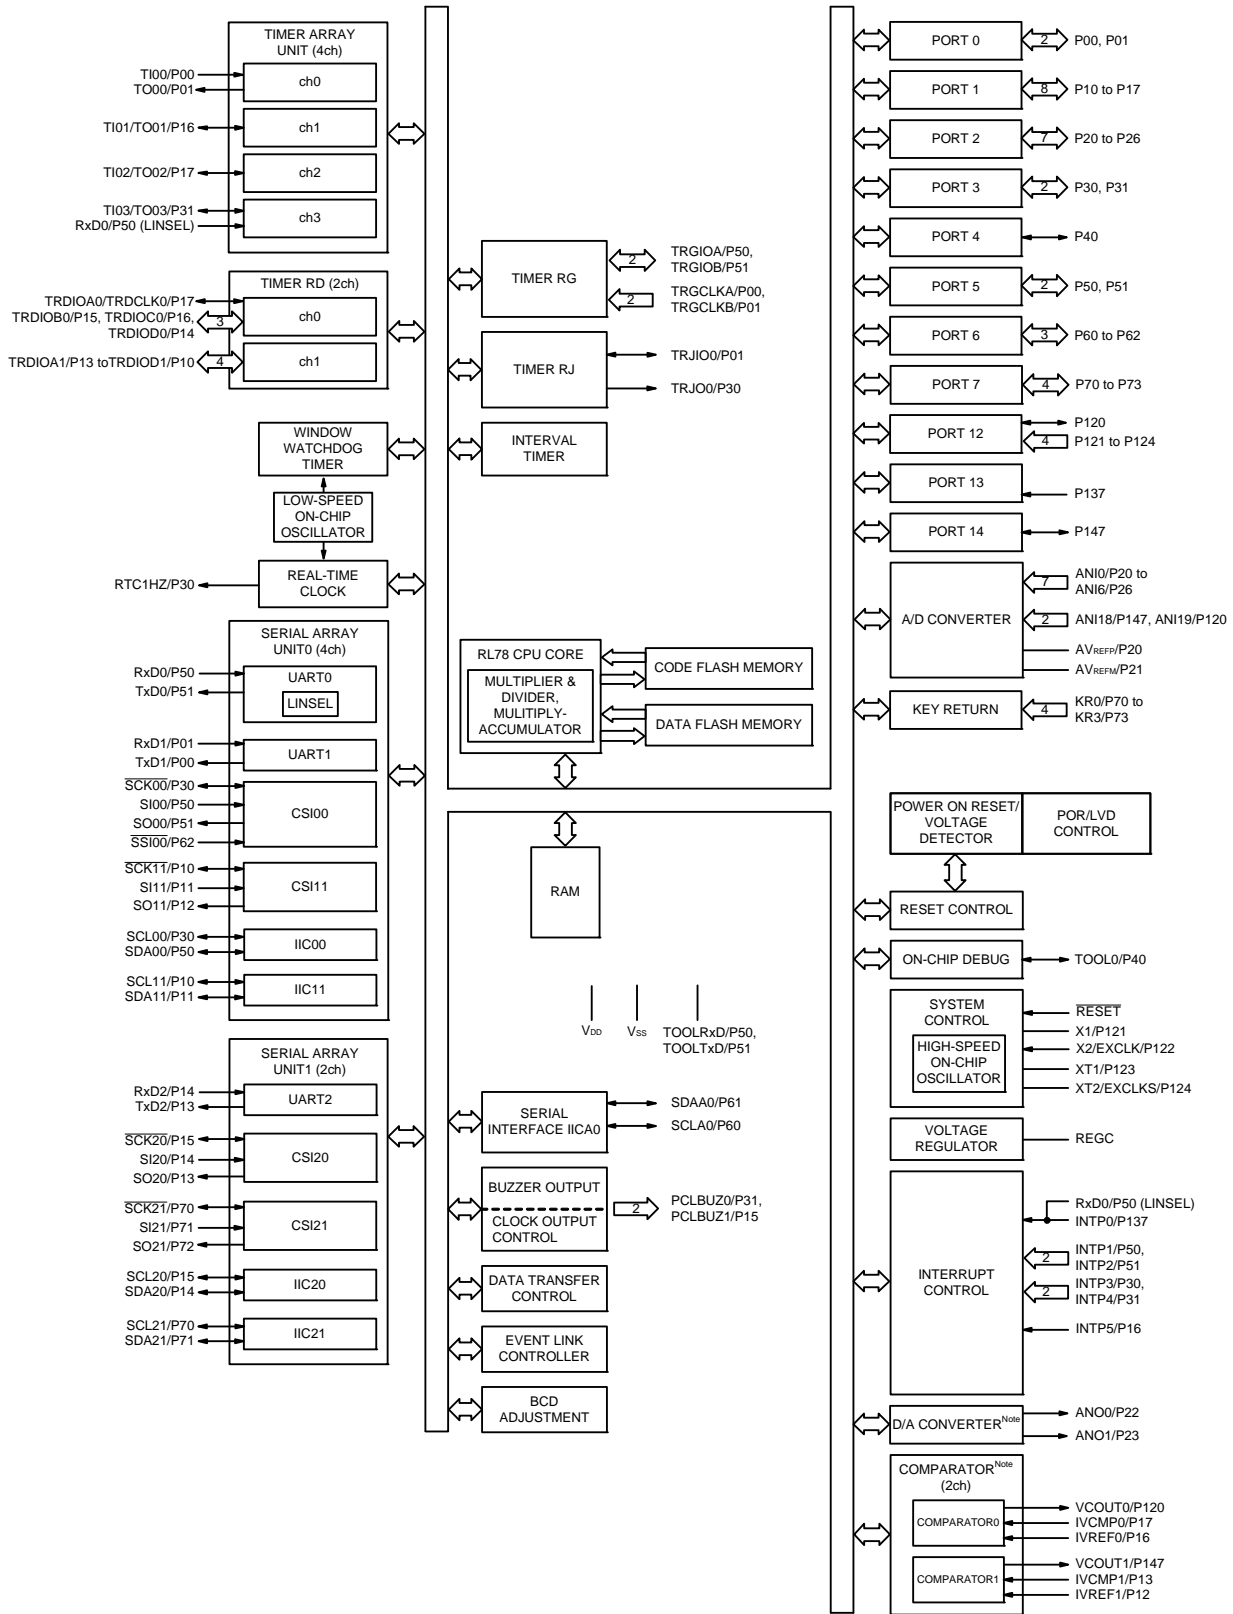 TIMER ARRAY
UNIT (4ch)
TI00/P00
TO00/P01
ch0
TI01/TO01/P16
ch1
TI02/TO02/P17
ch2
TI03/TO03/P31
RxD0/P50 (LINSEL)
ch3
TIMER RD (2ch)
TRDIOA0/TRDCLK0/P17
TRDIOB0/P15, TRDIOC0/P16,
TRDIOD0/P14
3
ch0
TRDIOA1/P13 toTRDIOD1/P10
4
ch1
WINDOW
WATCHDOG
TIMER
LOW-SPEED
ON-CHIP
OSCILLATOR
RTC1HZ/P30
REAL-TIME
CLOCK
SERIAL ARRAY
UNIT0 (4ch)
RxD0/P50
TxD0/P51
UART0
LINSEL
RxD1/P01
TxD1/P00
UART1
SCK00/P30
SI00/P50
SO00/P51
SSI00/P62
CSI00
SCK11/P10
SI11/P11
SO11/P12
CSI11
SCL00/P30
SDA00/P50
IIC00
SCL11/P10
SDA11/P11
IIC11
SERIAL ARRAY
UNIT1 (2ch)
RxD2/P14
TxD2/P13
UART2
SCK20/P15
SI20/P14
SO20/P13
CSI20
SCK21/P70
SI21/P71
SO21/P72
CSI21
SCL20/P15
SDA20/P14
IIC20
SCL21/P70
SDA21/P71
IIC21
TIMER RG
2
TRGIOA/P50,
TRGIOB/P51
2
TRGCLKA/P00,
TRGCLKB/P01
TIMER RJ
TRJIO0/P01
TRJO0/P30
INTERVAL
TIMER
RL78 CPU CORE
MULTIPLIER &
DIVIDER,
MULTIPLY-
ACCUMULATOR
CODE FLASH MEMORY
DATA FLASH MEMORY
RAM
VDD
VSS
TOOLRxD/P50,
TOOLTxD/P51
SERIAL
INTERFACE IICA0
SDAA0/P61
SCLA0/P60
BUZZER OUTPUT
CLOCK OUTPUT
CONTROL
2
PCLBUZ0/P31,
PCLBUZ1/P15
DATA TRANSFER
CONTROL
EVENT LINK
CONTROLLER
BCD
ADJUSTMENT
PORT 0
2
P00, P01
PORT 1
8
P10 to P17
PORT 2
7
P20 to P26
PORT 3
2
P30, P31
PORT 4
P40
PORT 5
2
P50, P51
PORT 6
3
P60 to P62
PORT 7
4
P70 to P73
PORT 12
P120
4
P121 to P124
PORT 13
P137
PORT 14
P147
A/D CONVERTER
7
ANI0/P20 to
ANI6/P26
2
ANI18/P147, ANI19/P120
AVREFP/P20
AVREFM/P21
KEY RETURN
4
KR0/P70 to
KR3/P73
POWER ON RESET/
VOLTAGE
DETECTOR
POR/LVD
CONTROL
RESET CONTROL
ON-CHIP DEBUG
TOOL0/P40
SYSTEM
CONTROL
HIGH-SPEED
ON-CHIP
OSCILLATOR
RESET
X1/P121
X2/EXCLK/P122
XT1/P123
XT2/EXCLKS/P124
VOLTAGE
REGULATOR
REGC
INTERRUPT
CONTROL
RxD0/P50 (LINSEL)
INTP0/P137
2
INTP1/P50,
INTP2/P51
2
INTP3/P30,
INTP4/P31
INTP5/P16
D/A CONVERTERNote
ANO0/P22
ANO1/P23
COMPARATORNote
(2ch)
COMPARATOR0
VCOUT0/P120
IVCMP0/P17
IVREF0/P16
COMPARATOR1
VCOUT1/P147
IVCMP1/P13
IVREF1/P12